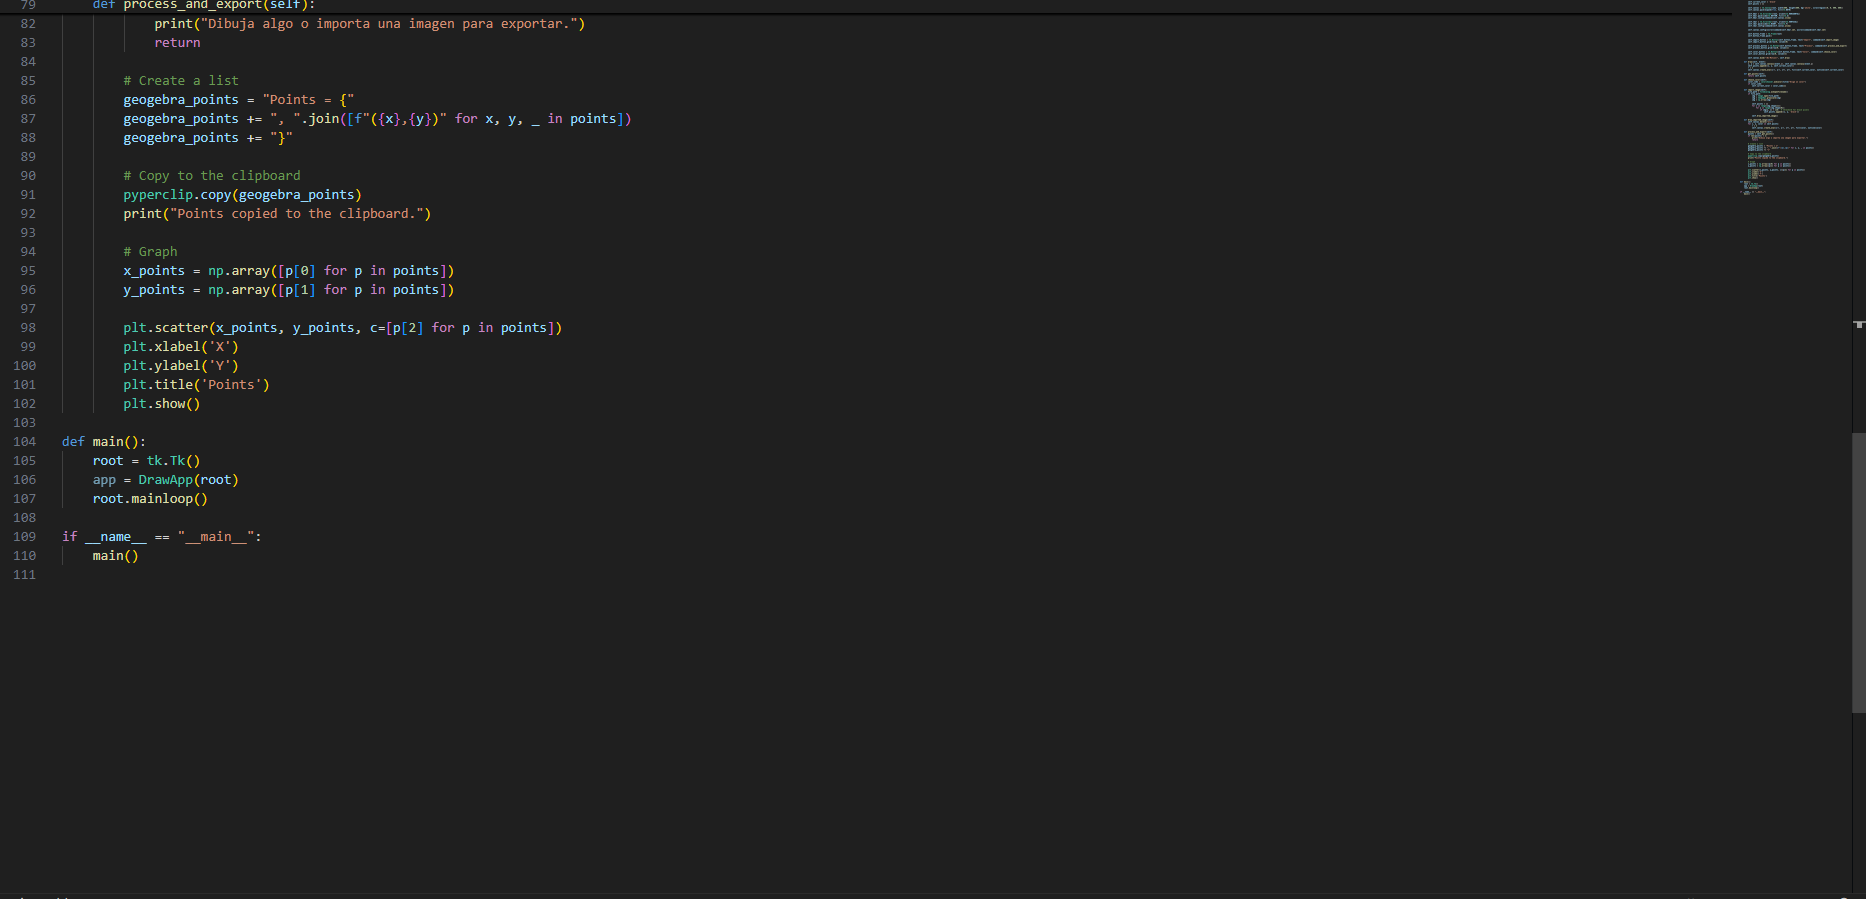 79 def process_and_export(self):
82 print("Dibuja algo o importa una imagen para exportar.")
83 return
84
85 # Create a list
86 geogebra_points = "Points = {"
87 geogebra_points += ", ".join([f"({x},{y})" for x, y, _ in points])
88 geogebra_points += "}"
89
90 # Copy to the clipboard
91 pyperclip.copy(geogebra_points)
92 print("Points copied to the clipboard.")
93
94 # Graph
95 x_points = np.array([p[0] for p in points])
96 y_points = np.array([p[1] for p in points])
97
98 plt.scatter(x_points, y_points, c=[p[2] for p in points])
99 plt.xlabel('X')
100 plt.ylabel('Y')
101 plt.title('Points')
102 plt.show()
103
104 def main():
105 root = tk.Tk()
106 app = DrawApp(root)
107 root.mainloop()
108
109 if __name__ == "__main__":
110 main()
111